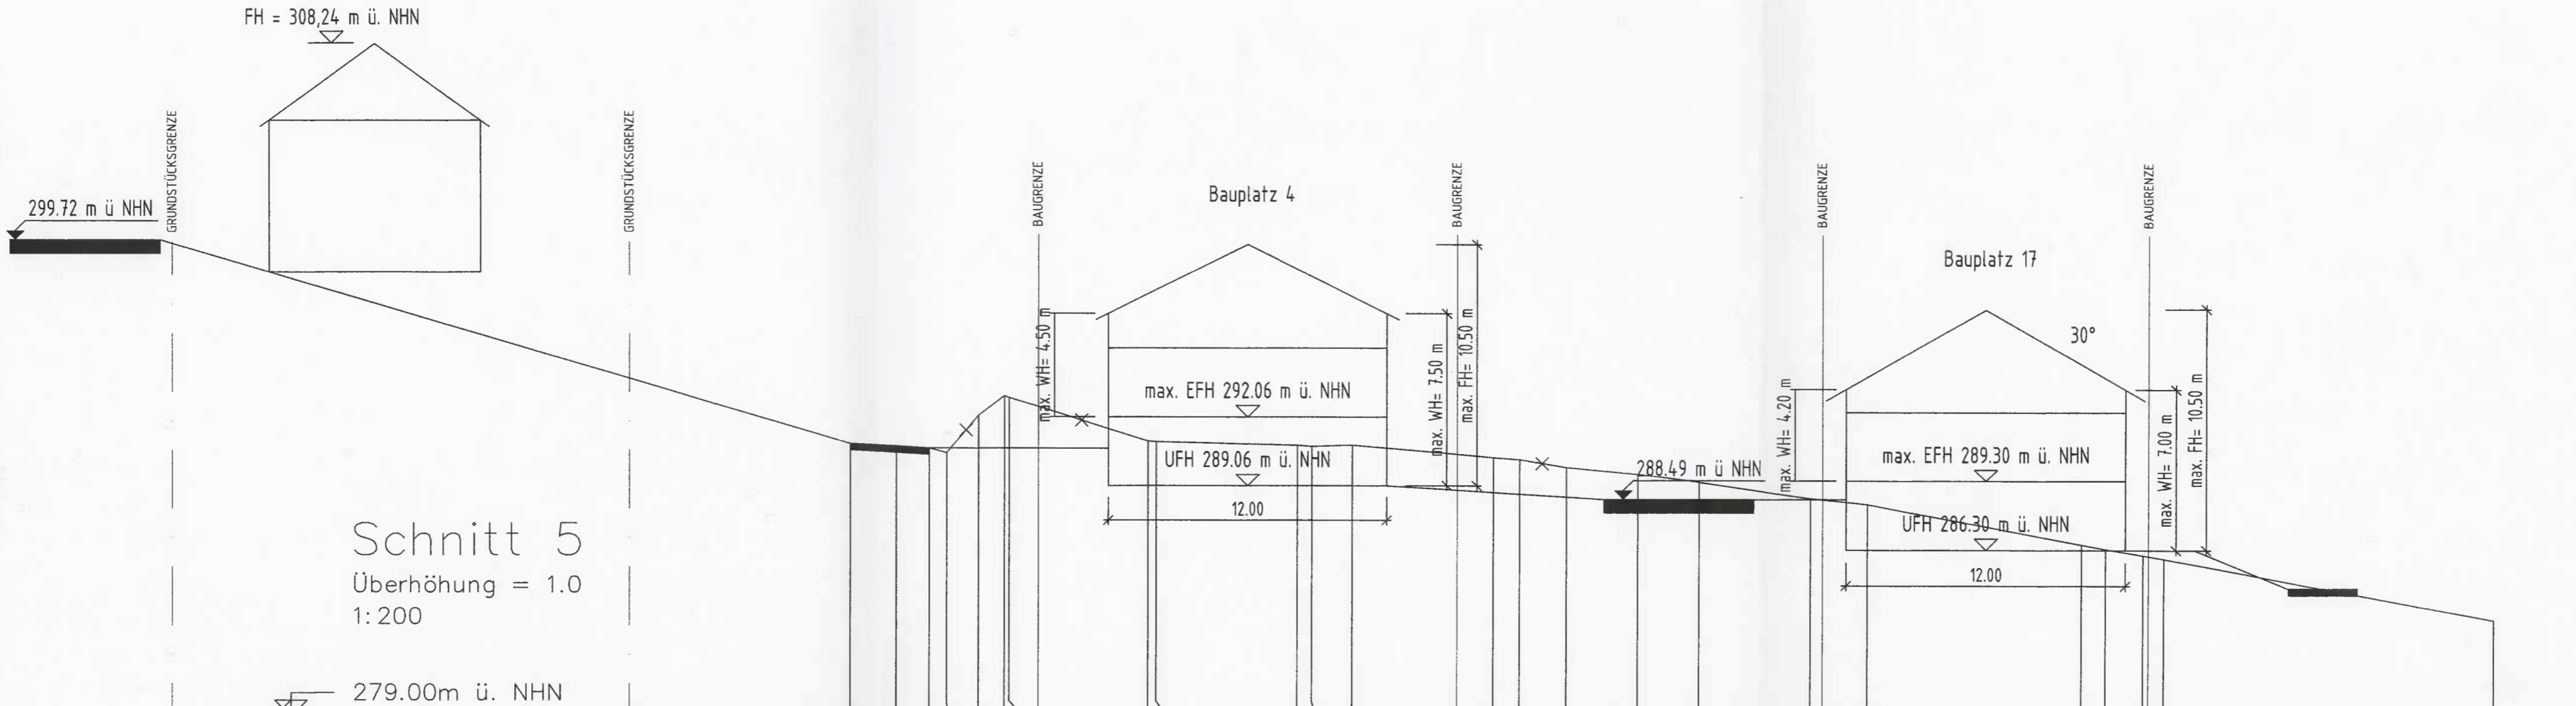 FH = 308,24 m ü. NHN
299.72 m ü NHN
GRUNDSTÜCKSGRENZE
GRUNDSTÜCKSGRENZE
Schnitt 5
Überhöhung = 1.0
1:200
279.00m ü. NHN
BAUGRENZE
Bauplatz 4
BAUGRENZE
max. WH= 4.50 m
max. EFH 292.06 m ü. NHN
UFH 289.06 m ü. NHN
12.00
max. WH= 7.50 m
max. FH= 10.50 m
288.49 m ü NHN
BAUGRENZE
Bauplatz 17
BAUGRENZE
30°
max. WH= 4.20 m
max. EFH 289.30 m ü. NHN
UFH 286.30 m ü. NHN
12.00
max. WH= 7.00 m
max. FH= 10.50 m